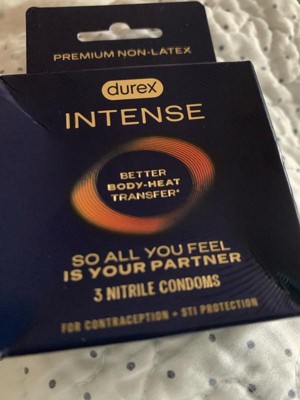 PREMIUM NON-LATEX
durex
INTENSE
BETTER
BODY-HEAT
TRANSFER*
SO ALL YOU FEEL
IS YOUR PARTNER
3 NITRILE CONDOMS
FOR CONTRACEPTION + STI PROTECTION